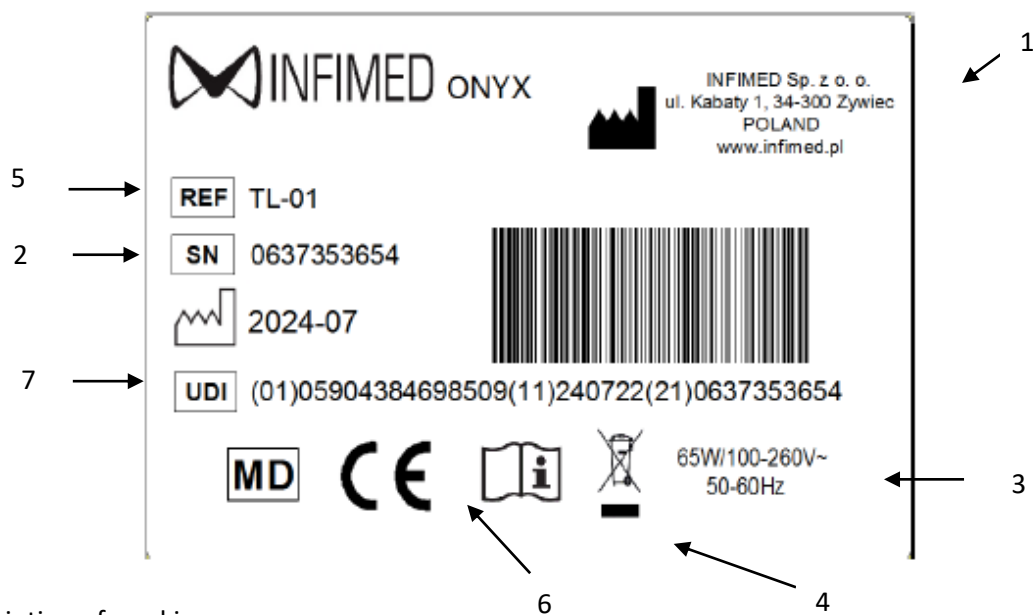 INFIMED ONYX
INFIMED Sp. z o. o.
ul. Kabaty 1, 34-300 Zywiec
POLAND
www.infimed.pl
1
5
REF TL-01
2
SN 0637353654
2024-07
7
UDI (01)05904384698509(11)240722(21)0637353654
MD CE i
65W/100-260V~
50-60Hz
3
6
4